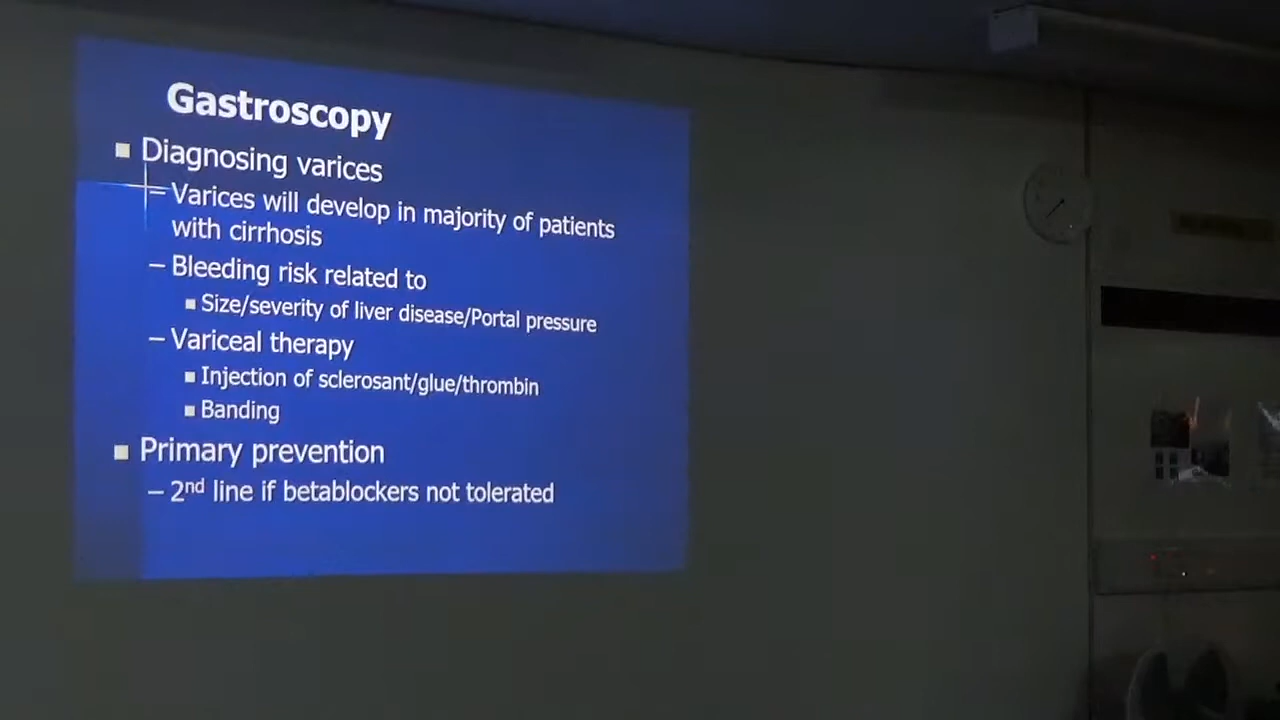 Gastroscopy
■ Diagnosing varices
– Varices will develop in majority of patients
with cirrhosis
– Bleeding risk related to
■ Size/severity of liver disease/Portal pressure
– Variceal therapy
■ Injection of sclerosant/glue/thrombin
■ Banding
■ Primary prevention
– 2nd line if betablockers not tolerated